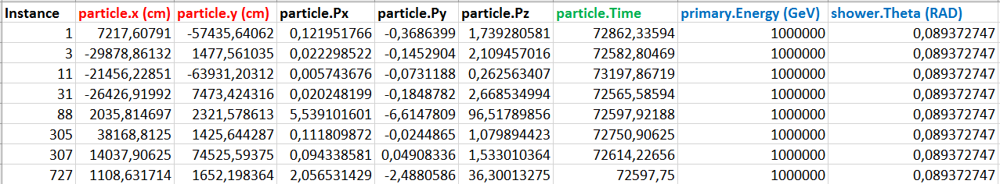 Instance particle.x (cm) particle.y (cm) particle.Px particle.Py particle.Pz particle.Time primary.Energy (GeV) shower.Theta (RAD)
1 7217,60791 -57435,64062 0,121951766 -0,3686399 1,739280581 72862,33594 1000000 0,089372747
3 -29878,86132 1477,561035 0,022298522 -0,1452904 2,109457016 72582,80469 1000000 0,089372747
11 -21456,22851 -63931,20312 0,005743676 -0,0731188 0,262563407 73197,86719 1000000 0,089372747
31 -26426,91992 7473,424316 0,020248199 -0,1848782 2,668534994 72565,58594 1000000 0,089372747
88 2035,814697 2321,578613 5,539101601 -6,6147809 96,51789856 72597,92188 1000000 0,089372747
305 38168,8125 1425,644287 0,111809872 -0,0244865 1,079894423 72750,90625 1000000 0,089372747
307 14037,90625 74525,59375 0,094338581 0,04908336 1,533010364 72614,22656 1000000 0,089372747
727 1108,631714 1652,198364 2,056531429 -2,4880586 36,30013275 72597,75 1000000 0,089372747